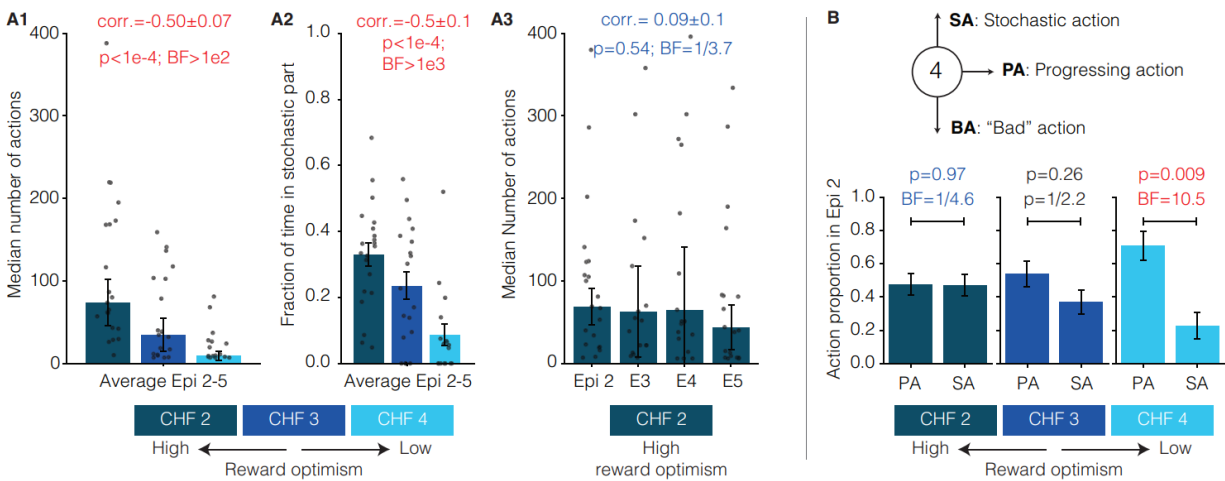 A1
corr.=-0.50±0.07
p<1e-4; BF>1e2
Median number of actions
400
300
200
100
0
Average Epi 2-5
A2
corr.=-0.5±0.1
p<1e-4;
BF>1e3
Fraction of time in stochastic part
1.0
0.8
0.6
0.4
0.2
0.0
Average Epi 2-5
CHF 2
CHF 3
CHF 4
High
Low
Reward optimism
A3
corr.= 0.09±0.1
p=0.54; BF=1/3.7
Median Number of actions
400
300
200
100
0
Epi 2
E3
E4
E5
CHF 2
High
reward optimism
B
SA: Stochastic action
4
PA: Progressing action
BA: “Bad” action
p=0.97
BF=1/4.6
p=0.26
p=1/2.2
p=0.009
BF=10.5
Action proportion in Epi 2
1.0
0.8
0.6
0.4
0.2
0.0
PA
SA
PA
SA
PA
SA
CHF 2
CHF 3
CHF 4
High
Low
Reward optimism